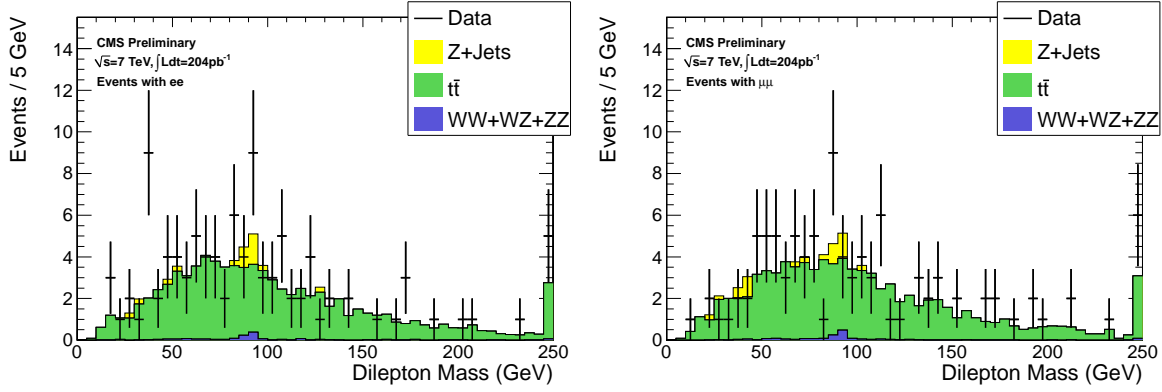 Data
Z+Jets
tt̄
WW+WZ+ZZ
CMS Preliminary
√s=7 TeV,∫Ldt=204pb⁻¹
Events with ee
Events / 5 GeV
14
12
10
8
6
4
2
0
0 50 100 150 200 250
Dilepton Mass (GeV)
Data
Z+Jets
tt̄
WW+WZ+ZZ
CMS Preliminary
√s=7 TeV,∫Ldt=204pb⁻¹
Events with μμ
Events / 5 GeV
14
12
10
8
6
4
2
0
0 50 100 150 200 250
Dilepton Mass (GeV)